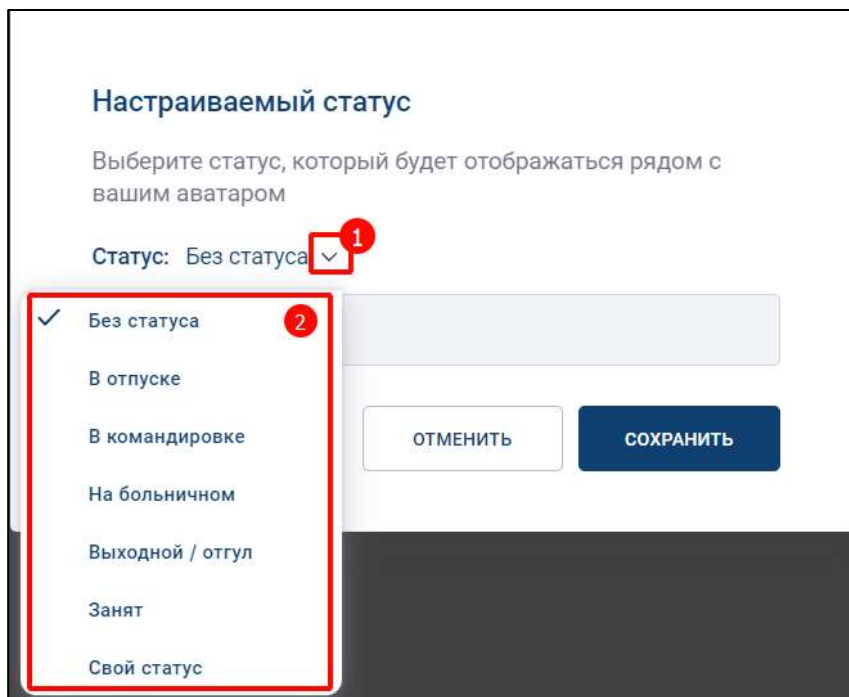 Настраиваемый статус
Выберите статус, который будет отображаться рядом с
вашим аватаром
1
Статус: Без статуса
Без статуса 2
В отпуске
В командировке
ОТМЕНИТЬ СОХРАНИТЬ
На больничном
Выходной / отгул
Занят
Свой статус